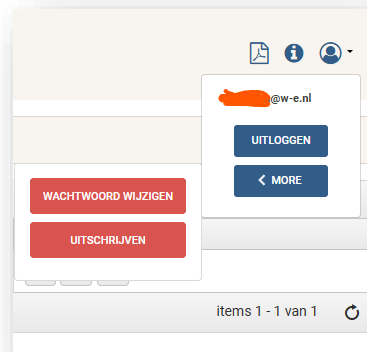 @w-e.nl
UITLOGGEN
MORE
WACHTWOORD WIJZIGEN
UITSCHRIJVEN
items 1 - 1 van 1